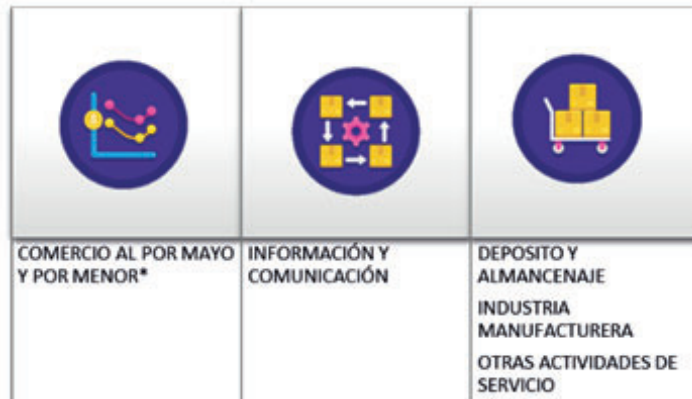 COMERCIO AL POR MAYO
Y POR MENOR*
INFORMACIÓN Y
COMUNICACIÓN
DEPOSITO Y
ALMANCENAJE
INDUSTRIA
MANUFACTURERA
OTRAS ACTIVIDADES DE
SERVICIO